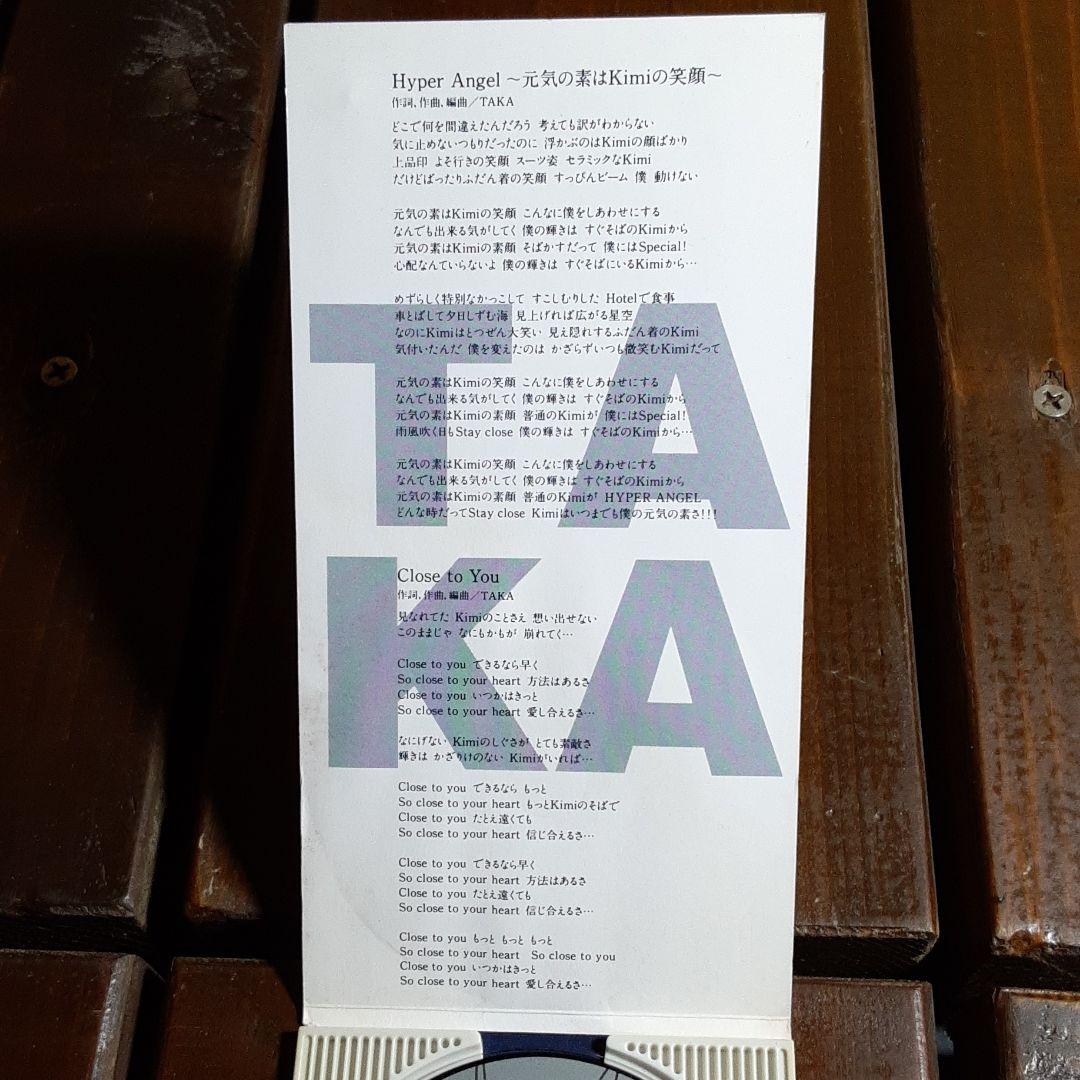 Hyper Angel ～元気の素はKimiの笑顔～
作詞、作曲、編曲／TAKA
どこで何を間違えたんだろう 考えても訳がわからない
気に止めないつもりだったのに 浮かぶのはKimiの顔ばかり
上品印 よそ行きの笑顔 スーツ姿 セラミックなKimi
だけどばったりふだん着の笑顔 すっぴんビーム 僕 動けない
元気の素はKimiの笑顔 こんなに僕をしあわせにする
なんでも出来る気がしてく 僕の輝きは すぐそばのKimiから
元気の素はKimiの素顔 そばかすだって 僕にはSpecial!
心配なんていらないよ 僕の輝きは すぐそばにいるKimiから…
めずらしく特別なかっこして すこしむりした Hotelで食事
車とばして夕日しずむ海 見上げれば広がる星空
なのにKimiはとつぜん大笑い 見え隠れするふだん着のKimi
気付いたんだ 僕を変えたのは かざらずいつも微笑むKimiだって
元気の素はKimiの笑顔 こんなに僕をしあわせにする
なんでも出来る気がしてく 僕の輝きは すぐそばのKimiから
元気の素はKimiの素顔 普通のKimiが 僕にはSpecial!
雨風吹く日もStay close 僕の輝きは すぐそばのKimiから…
元気の素はKimiの笑顔 こんなに僕をしあわせにする
なんでも出来る気がしてく 僕の輝きは すぐそばのKimiから
元気の素はKimiの素顔 普通のKimiが HYPER ANGEL
どんな時だってStay close Kimiはいつまでも僕の元気の素さ!!!
TAKA
Close to You
作詞、作曲、編曲／TAKA
見なれてた Kimiのことさえ 想い出せない
このままじゃ なにもかもが 崩れてく…
Close to you できるなら早く
So close to your heart 方法はあるさ
Close to you いつかはきっと
So close to your heart 愛し合えるさ…
なにげない Kimiのしぐさが とても素敵さ
輝きは かざりけのない Kimiがいれば…
Close to you できるなら もっと
So close to your heart もっとKimiのそばで
Close to you たとえ遠くても
So close to your heart 信じ合えるさ…
Close to you できるなら早く
So close to your heart 方法はあるさ
Close to you たとえ遠くても
So close to your heart 信じ合えるさ…
Close to you もっと もっと もっと
So close to your heart So close to you
Close to you いつかはきっと
So close to your heart 愛し合えるさ…